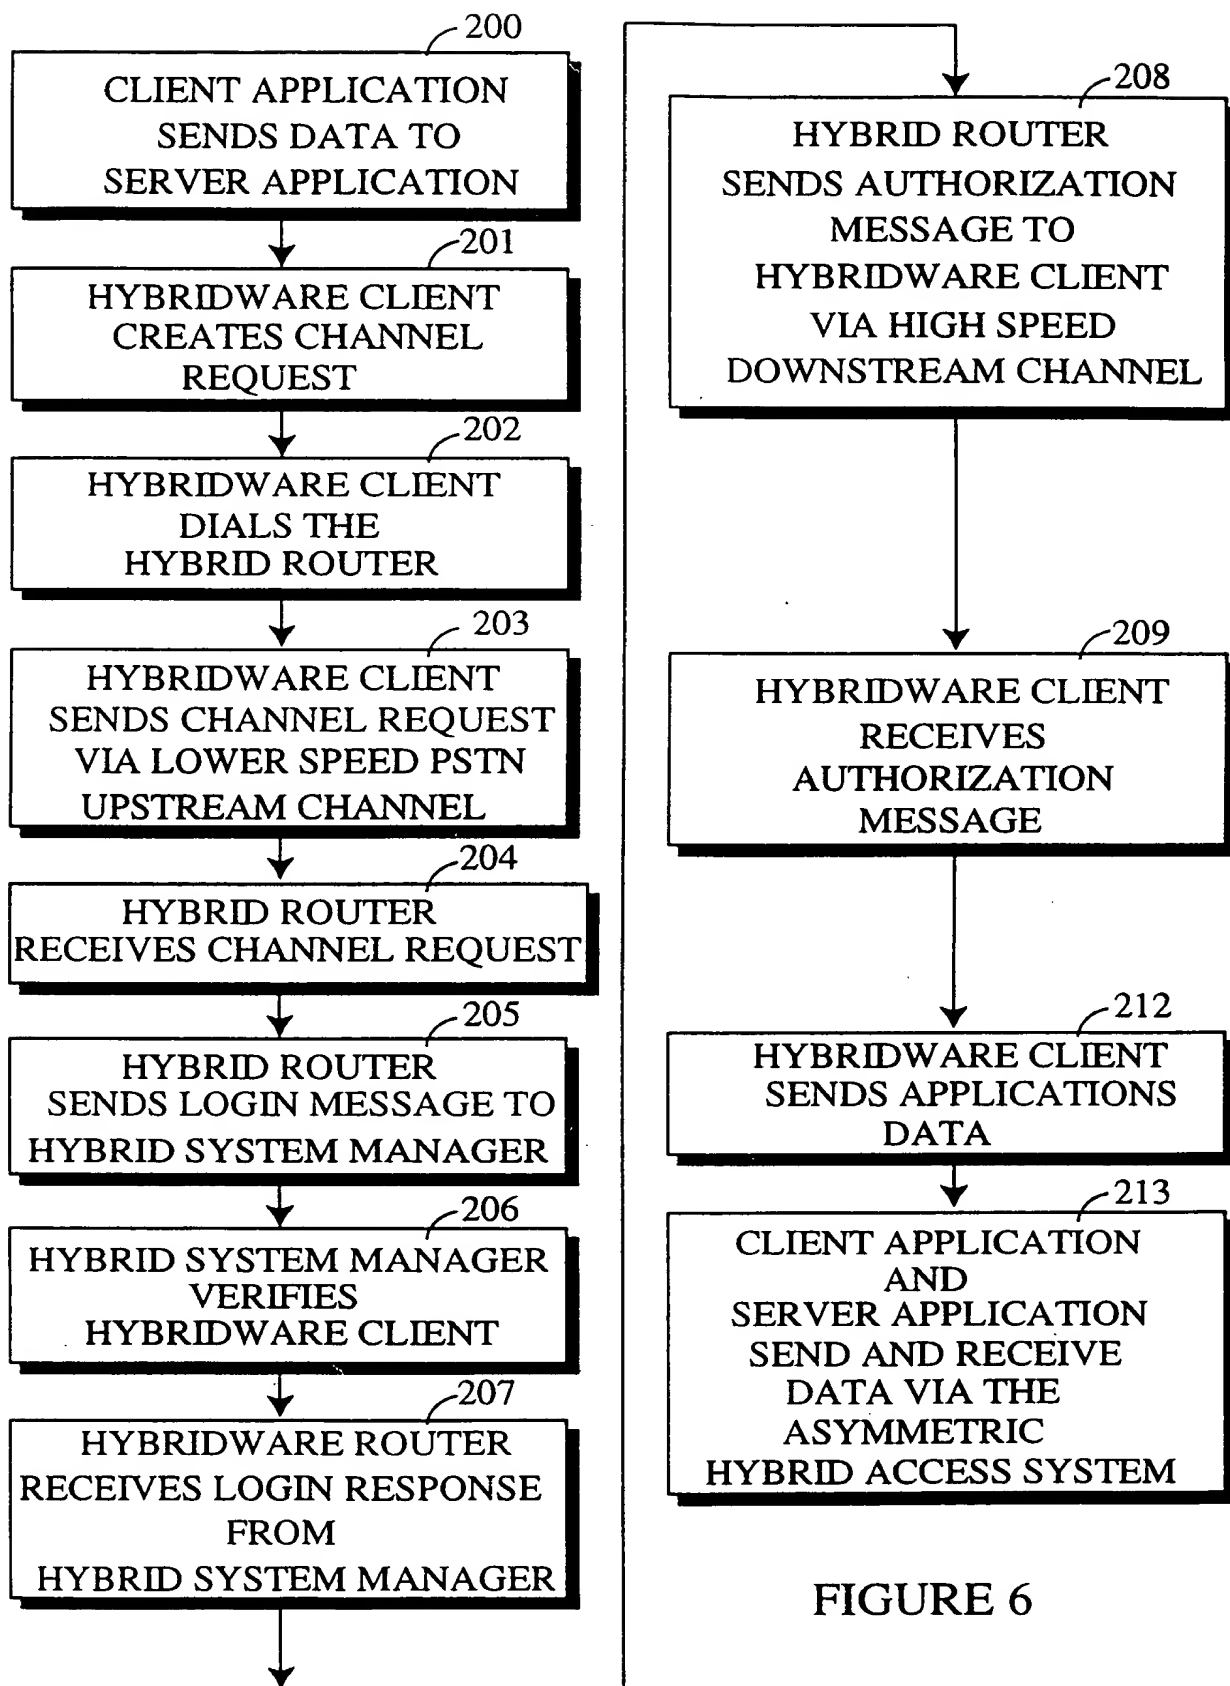 200
CLIENT APPLICATION
SENDS DATA TO
SERVER APPLICATION
201
HYBRIDWARE CLIENT
CREATES CHANNEL
REQUEST
202
HYBRIDWARE CLIENT
DIALS THE
HYBRID ROUTER
203
HYBRIDWARE CLIENT
SENDS CHANNEL REQUEST
VIA LOWER SPEED PSTN
UPSTREAM CHANNEL
204
HYBRID ROUTER
RECEIVES CHANNEL REQUEST
205
HYBRID ROUTER
SENDS LOGIN MESSAGE TO
HYBRID SYSTEM MANAGER
206
HYBRID SYSTEM MANAGER
VERIFIES
HYBRIDWARE CLIENT
207
HYBRIDWARE ROUTER
RECEIVES LOGIN RESPONSE
FROM
HYBRID SYSTEM MANAGER
208
HYBRID ROUTER
SENDS AUTHORIZATION
MESSAGE TO
HYBRIDWARE CLIENT
VIA HIGH SPEED
DOWNSTREAM CHANNEL
209
HYBRIDWARE CLIENT
RECEIVES
AUTHORIZATION
MESSAGE
212
HYBRIDWARE CLIENT
SENDS APPLICATIONS
DATA
213
CLIENT APPLICATION
AND
SERVER APPLICATION
SEND AND RECEIVE
DATA VIA THE
ASYMMETRIC
HYBRID ACCESS SYSTEM
FIGURE 6